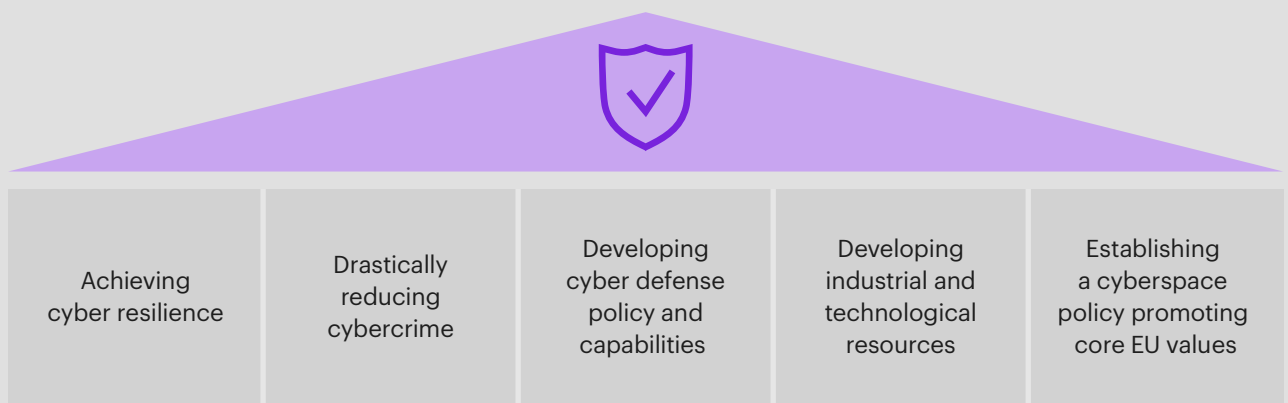 Achieving
cyber resilience
Drastically
reducing
cybercrime
Developing
cyber defense
policy and
capabilities
Developing
industrial and
technological
resources
Establishing
a cyberspace
policy promoting
core EU values